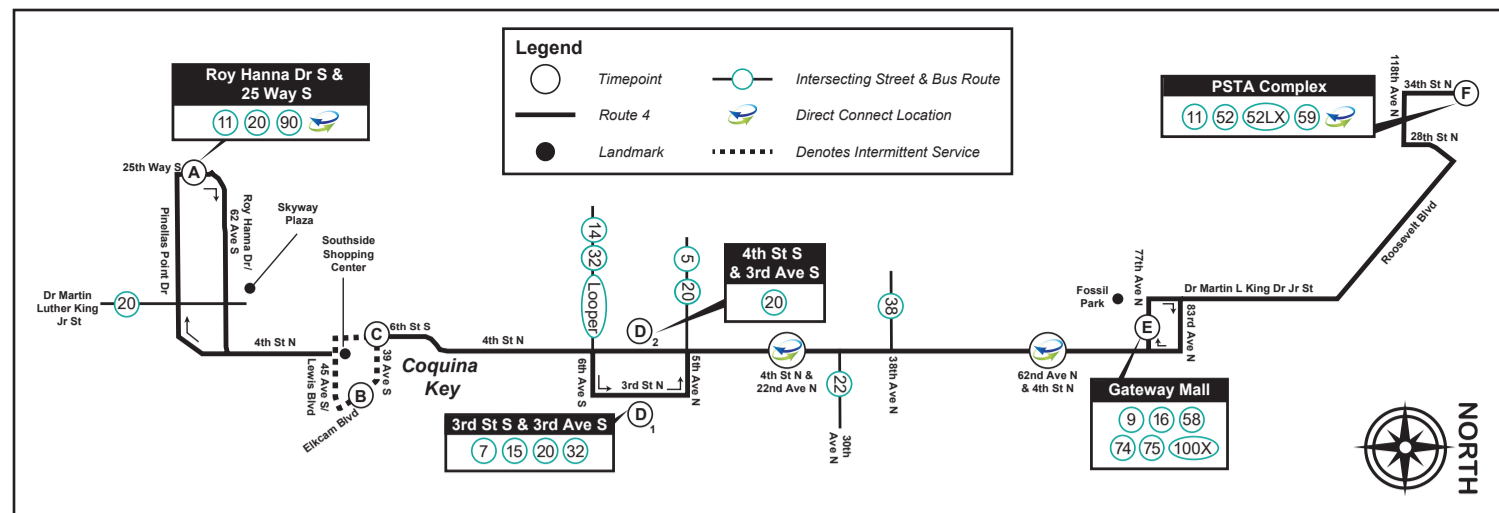 Legend
Timepoint
Intersecting Street & Bus Route
Route 4
Direct Connect Location
Landmark
Denotes Intermittent Service
Roy Hanna Dr S &
25 Way S
11 20 90
25th Way S
A
Pinellas Point Dr
Roy Hanna Dr/
62 Ave S
Skyway
Plaza
Southside
Shopping
Center
20
Dr Martin
Luther King
Jr St
4th St N
45 Ave S/
Lewis Blvd
Elkcam Blvd
B
39 Ave S
C
6th St S
Coquina
Key
4th St N
14
32
Looper
6th Ave S
3rd St N
5
20
5th Ave N
D
2
D
1
4th St S
& 3rd Ave S
20
3rd St S & 3rd Ave S
7 15 20 32
4th St N &
22nd Ave N
22
30th
Ave N
38
38th Ave N
62nd Ave N
& 4th St N
Fossil
Park
77th Ave N
E
83rd Ave N
Dr Martin L King Dr Jr St
Gateway Mall
9 16 58
74 75 100X
Roosevelt Blvd
28th St N
118th Ave N
34th St N
F
PSTA Complex
11 52 52LX 59
NORTH